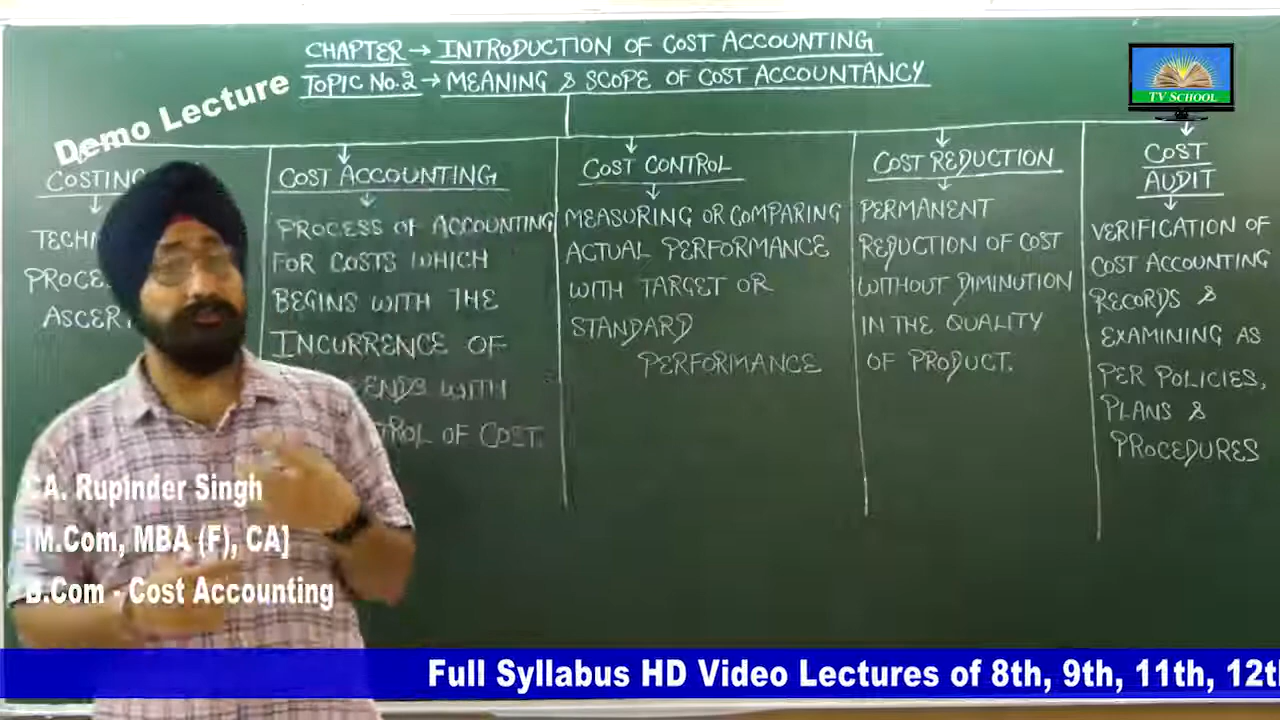 CHAPTER → INTRODUCTION OF COST ACCOUNTING
TOPIC NO.2 → MEANING & SCOPE OF COST ACCOUNTANCY
TV SCHOOL
Demo Lecture
COSTING
COST ACCOUNTING
PROCESS OF ACCOUNTING
FOR COSTS WHICH
BEGINS WITH THE
INCURRENCE OF
ENDS WITH
OF COST.
COST CONTROL
MEASURING OR COMPARING
ACTUAL PERFORMANCE
WITH TARGET OR
STANDARD
PERFORMANCE
COST REDUCTION
PERMANENT
REDUCTION OF COST
WITHOUT DIMINUTION
IN THE QUALITY
OF PRODUCT.
COST
AUDIT
VERIFICATION OF
COST ACCOUNTING
RECORDS &
EXAMINING AS
PER POLICIES,
PLANS &
PROCEDURES
CA. Rupinder Singh
[M.Com, MBA (F), CA]
B.Com - Cost Accounting
Full Syllabus HD Video Lectures of 8th, 9th, 11th, 12th